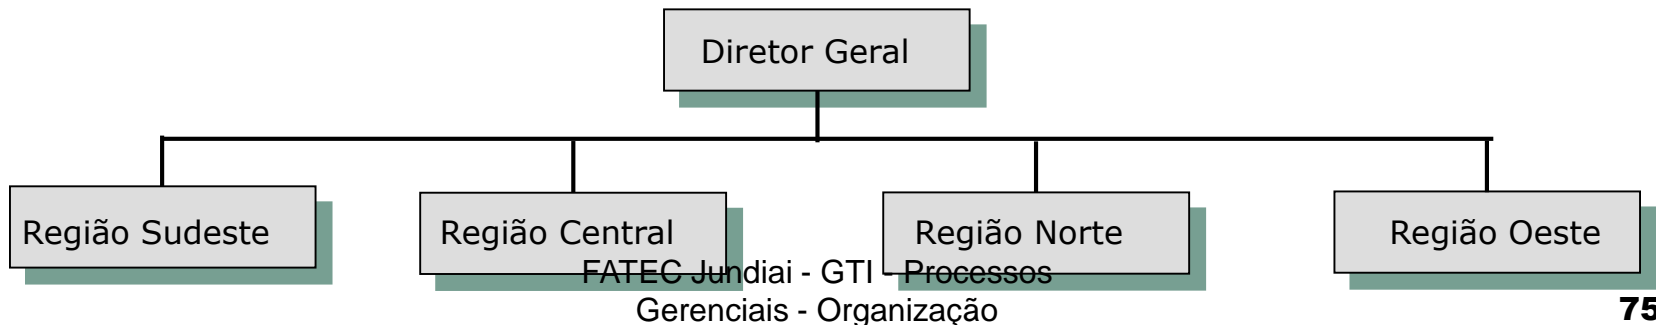 Diretor Geral
Região Sudeste
Região Central
Região Norte
Região Oeste
FATEC Jundiai - GTI - Processos
Gerenciais - Organização
75